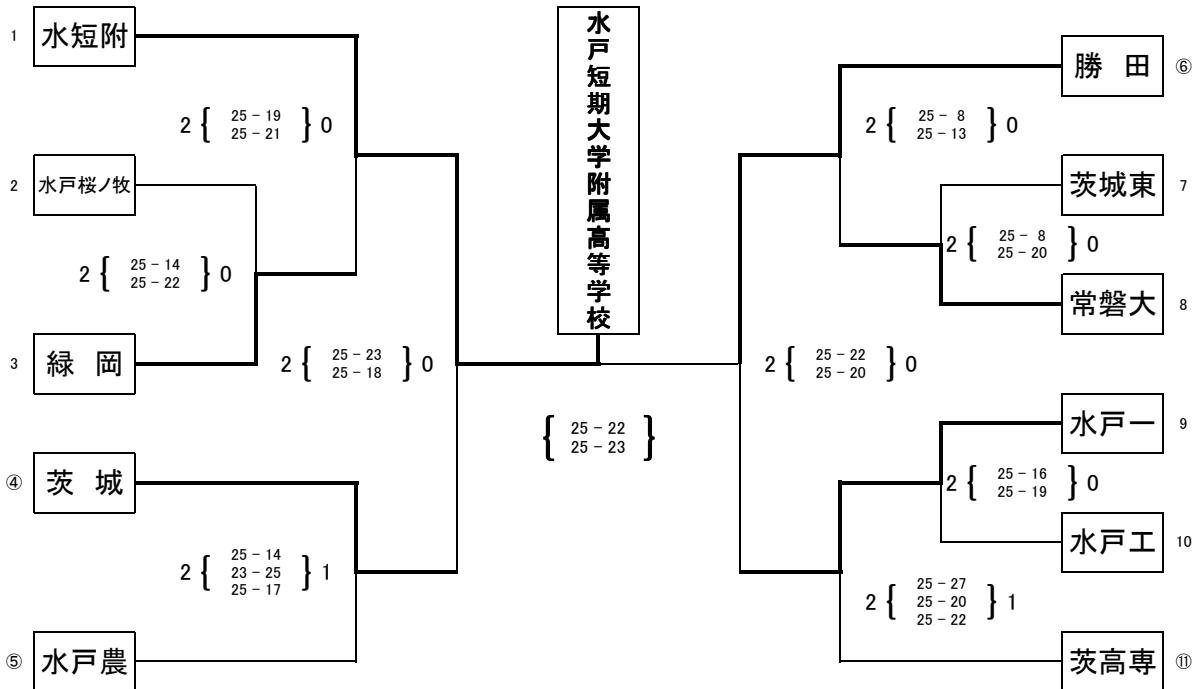 1 水短附
2 { 25 - 19 } 0
25 - 21
2 水戸桜ノ牧
2 { 25 - 14 } 0
25 - 22
3 緑 岡
2 { 25 - 23 } 0
25 - 18
④ 茨 城
2 { 25 - 14
23 - 25 } 1
25 - 17
⑤ 水戸農
水戸短期大学附属高等学校
{ 25 - 22 }
25 - 23
勝 田 ⑥
2 { 25 - 8 } 0
25 - 13
茨城東 7
2 { 25 - 8 } 0
25 - 20
常磐大 8
2 { 25 - 22 } 0
25 - 20
水戸一 9
2 { 25 - 16 } 0
25 - 19
水戸工 10
2 { 25 - 27
25 - 20 } 1
25 - 22
茨高専 ⑪